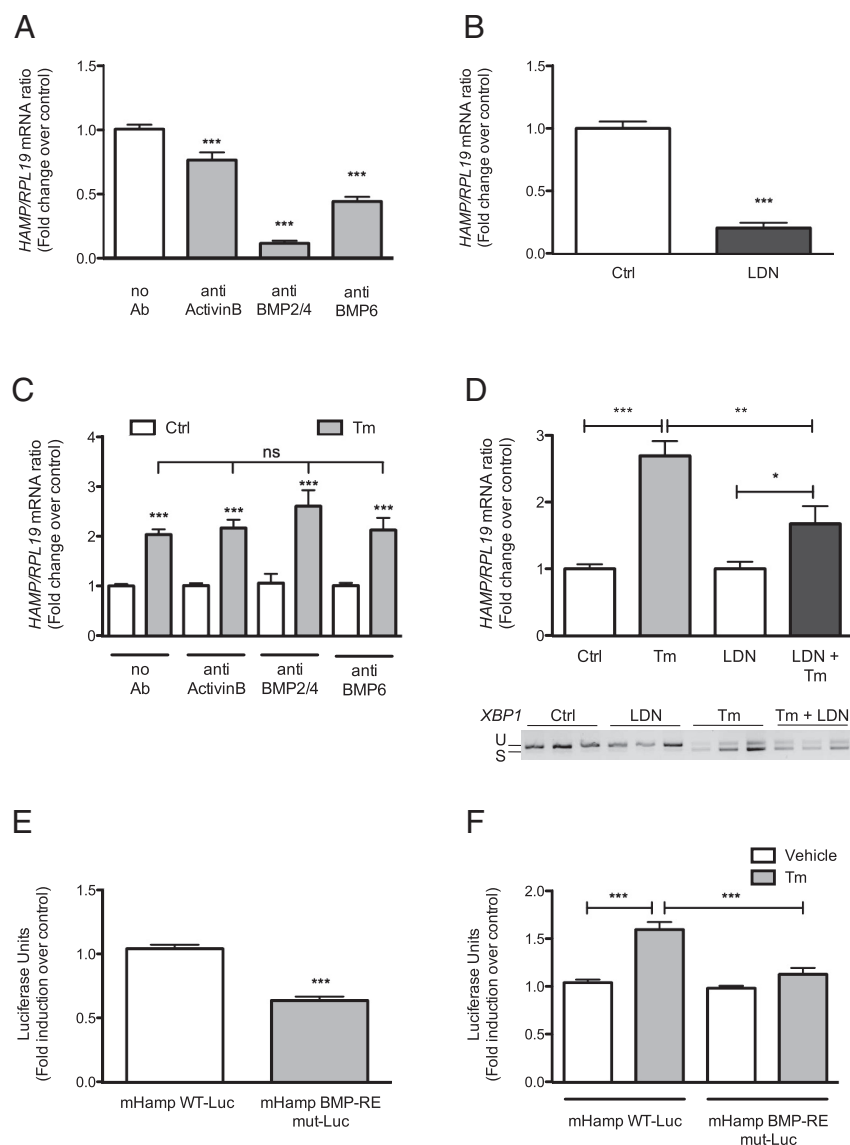 A
HAMP/RPL19 mRNA ratio
(Fold change over control)
1.5
1.0
0.5
0.0
***
***
***
no
Ab
anti
ActivinB
anti
BMP2/4
anti
BMP6
B
HAMP/RPL19 mRNA ratio
(Fold change over control)
1.5
1.0
0.5
0.0
***
Ctrl
LDN
C
Ctrl
Tm
HAMP/RPL19 mRNA ratio
(Fold change over control)
4
3
2
1
0
ns
***
***
***
***
no
Ab
anti
ActivinB
anti
BMP2/4
anti
BMP6
D
HAMP/RPL19 mRNA ratio
(Fold change over control)
3
2
1
0
***
**
*
Ctrl
Tm
LDN
LDN +
Tm
XBP1
Ctrl
LDN
Tm
Tm + LDN
U
S
E
Luciferase Units
(Fold induction over control)
1.5
1.0
0.5
0.0
***
mHamp WT-Luc
mHamp BMP-RE
mut-Luc
F
Vehicle
Tm
Luciferase Units
(Fold induction over control)
2.0
1.5
1.0
0.5
0.0
***
***
mHamp WT-Luc
mHamp BMP-RE
mut-Luc